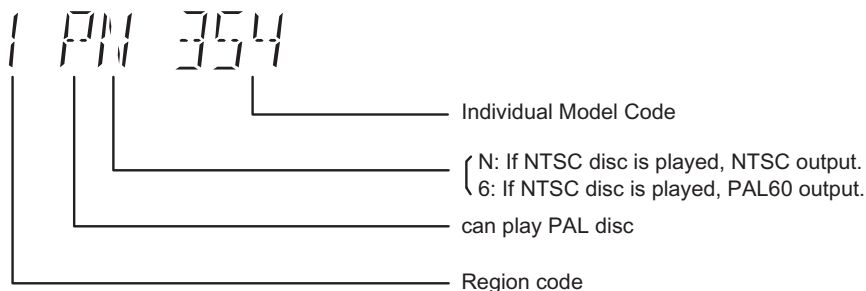 1 PN 354
Individual Model Code
N: If NTSC disc is played, NTSC output.
6: If NTSC disc is played, PAL60 output.
can play PAL disc
Region code